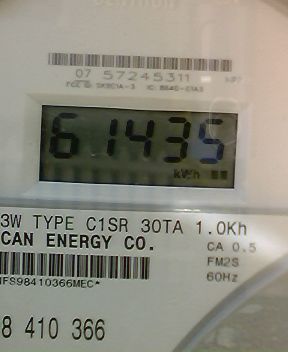 07 57245311
61435
kWh
3W TYPE C1SR 30TA 1.0Kh
CAN ENERGY CO.
CA 0.5
FM2S
60Hz
IFS98410366MEC*
8 410 366